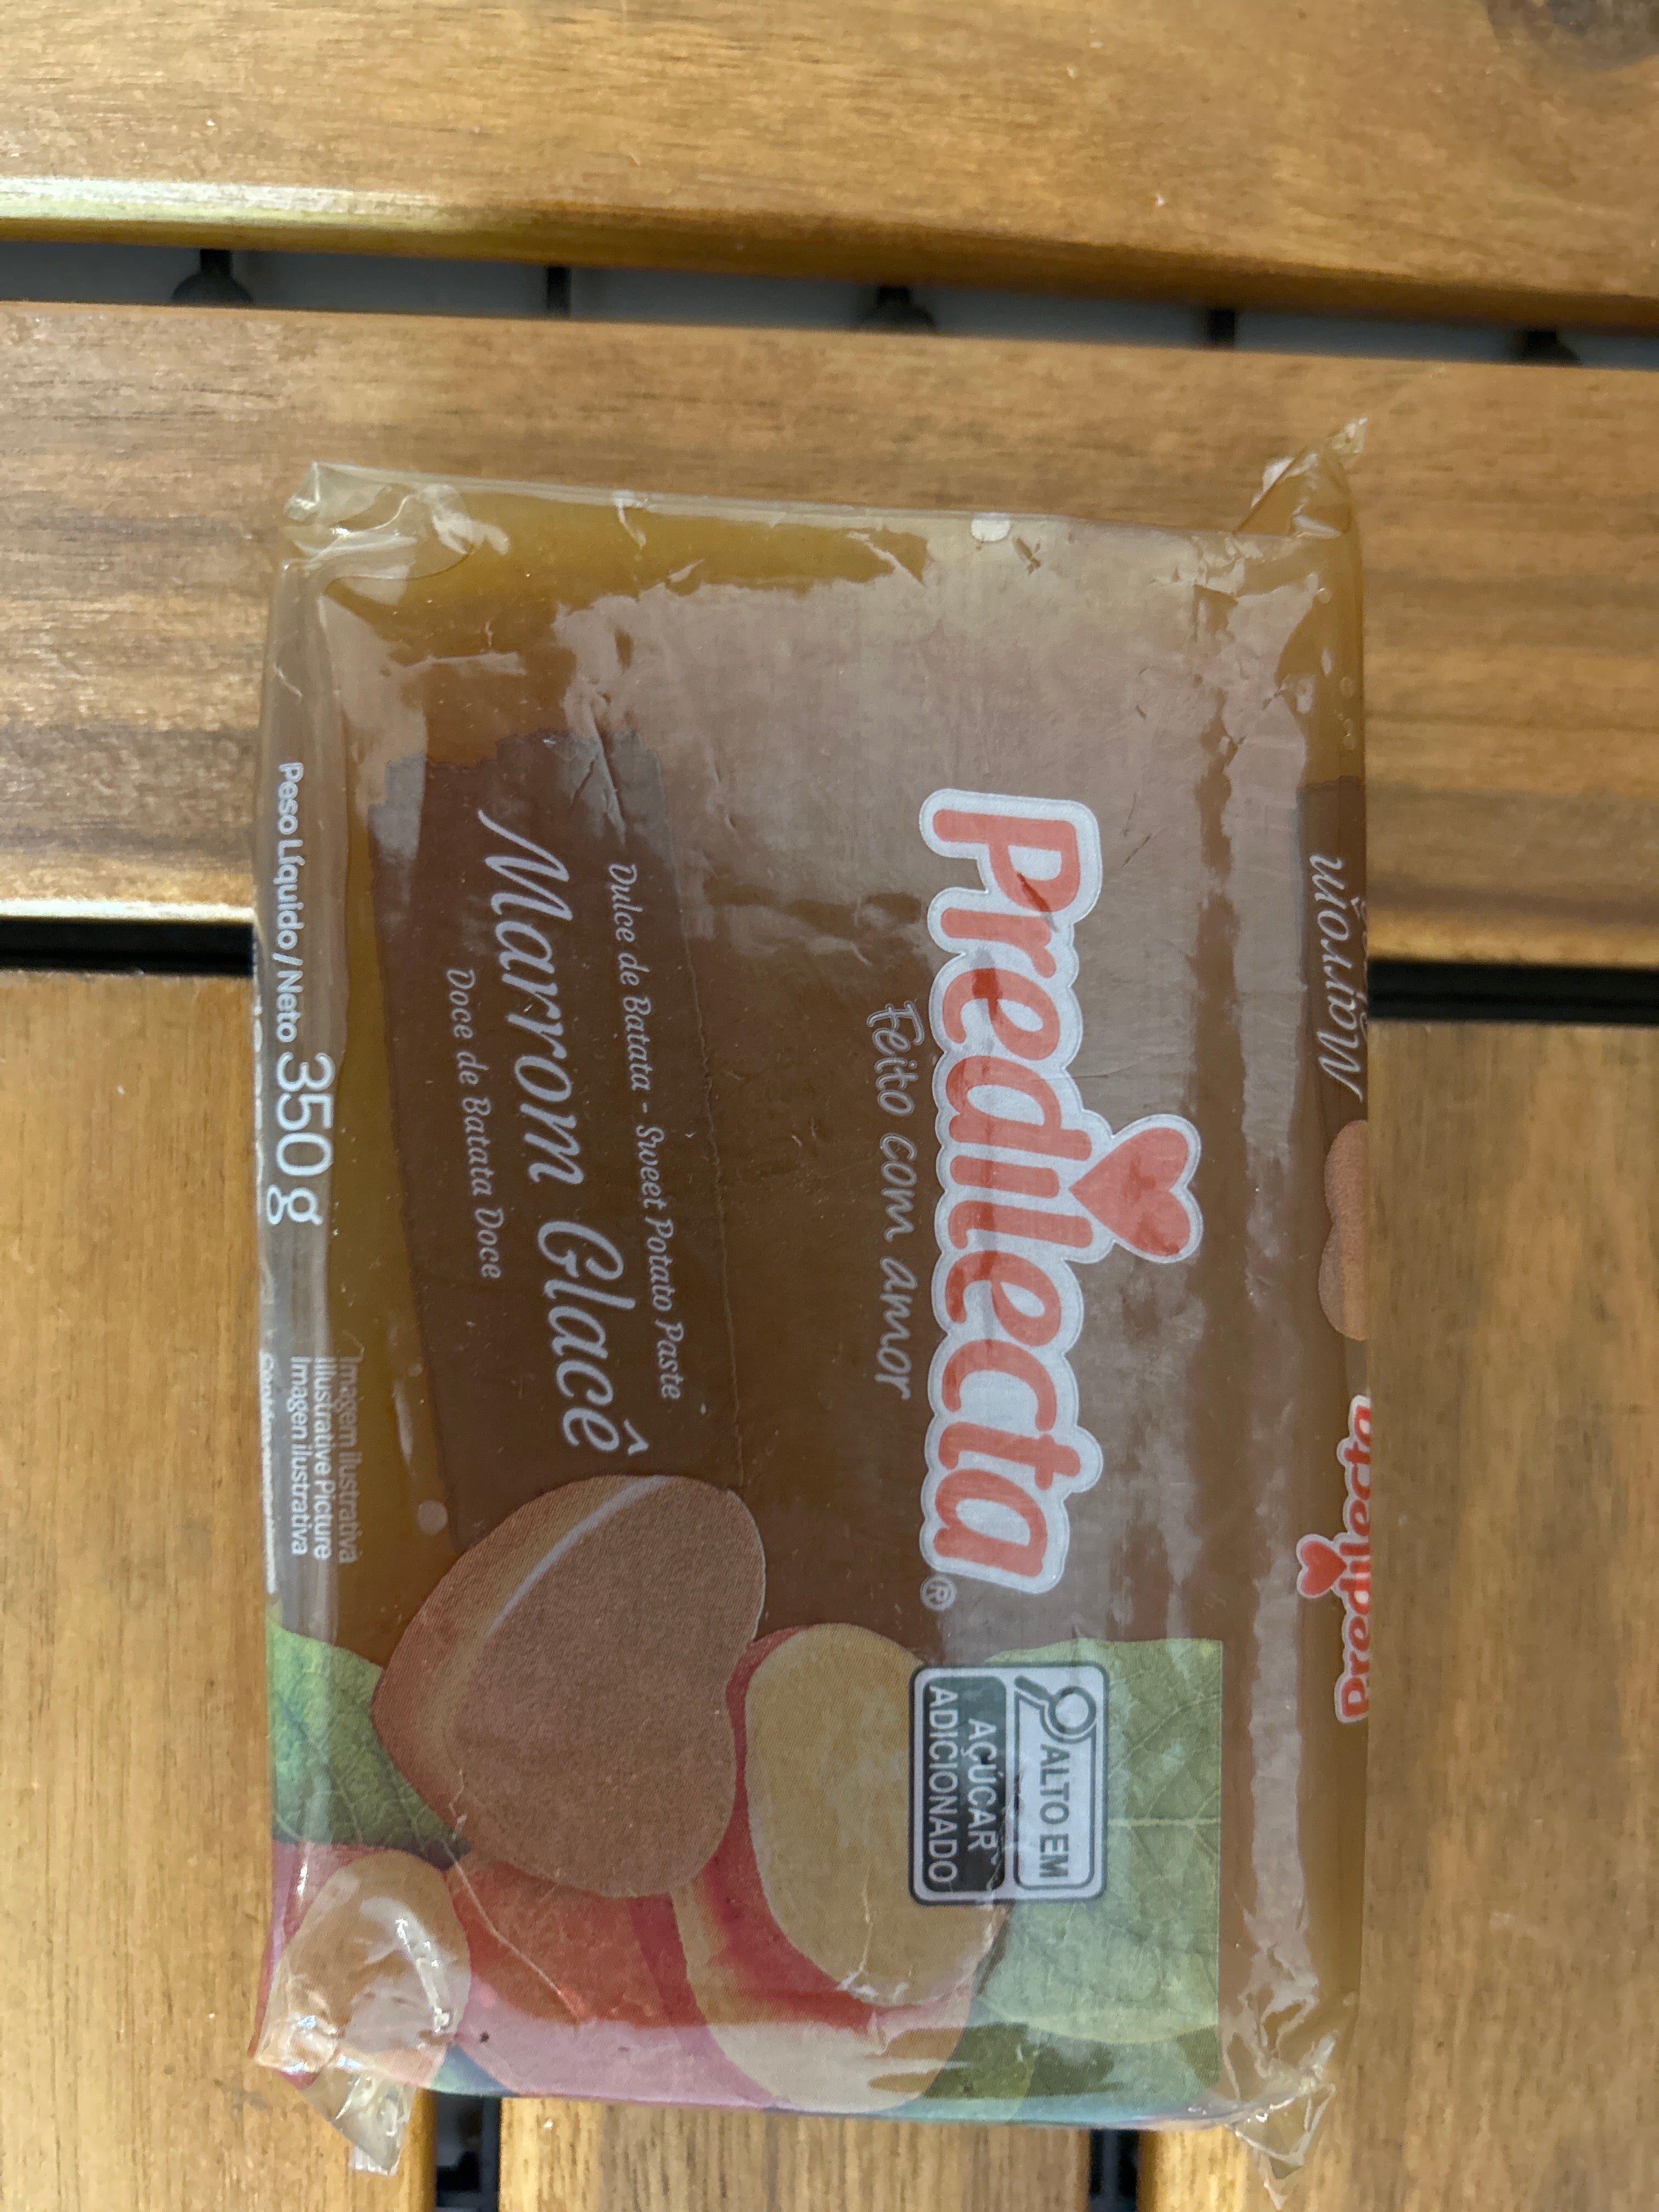 Predilecta®
Feito com amor
ALTO EM
AÇÚCAR
ADICIONADO
Dulce de Batata - Sweet Potato Paste
Marrom Glacê
Doce de Batata Doce
Peso Líquido / Neto 350 g
Imagem ilustrativa
Illustrative Picture
Imagen ilustrativa
Marrom
Predilecta